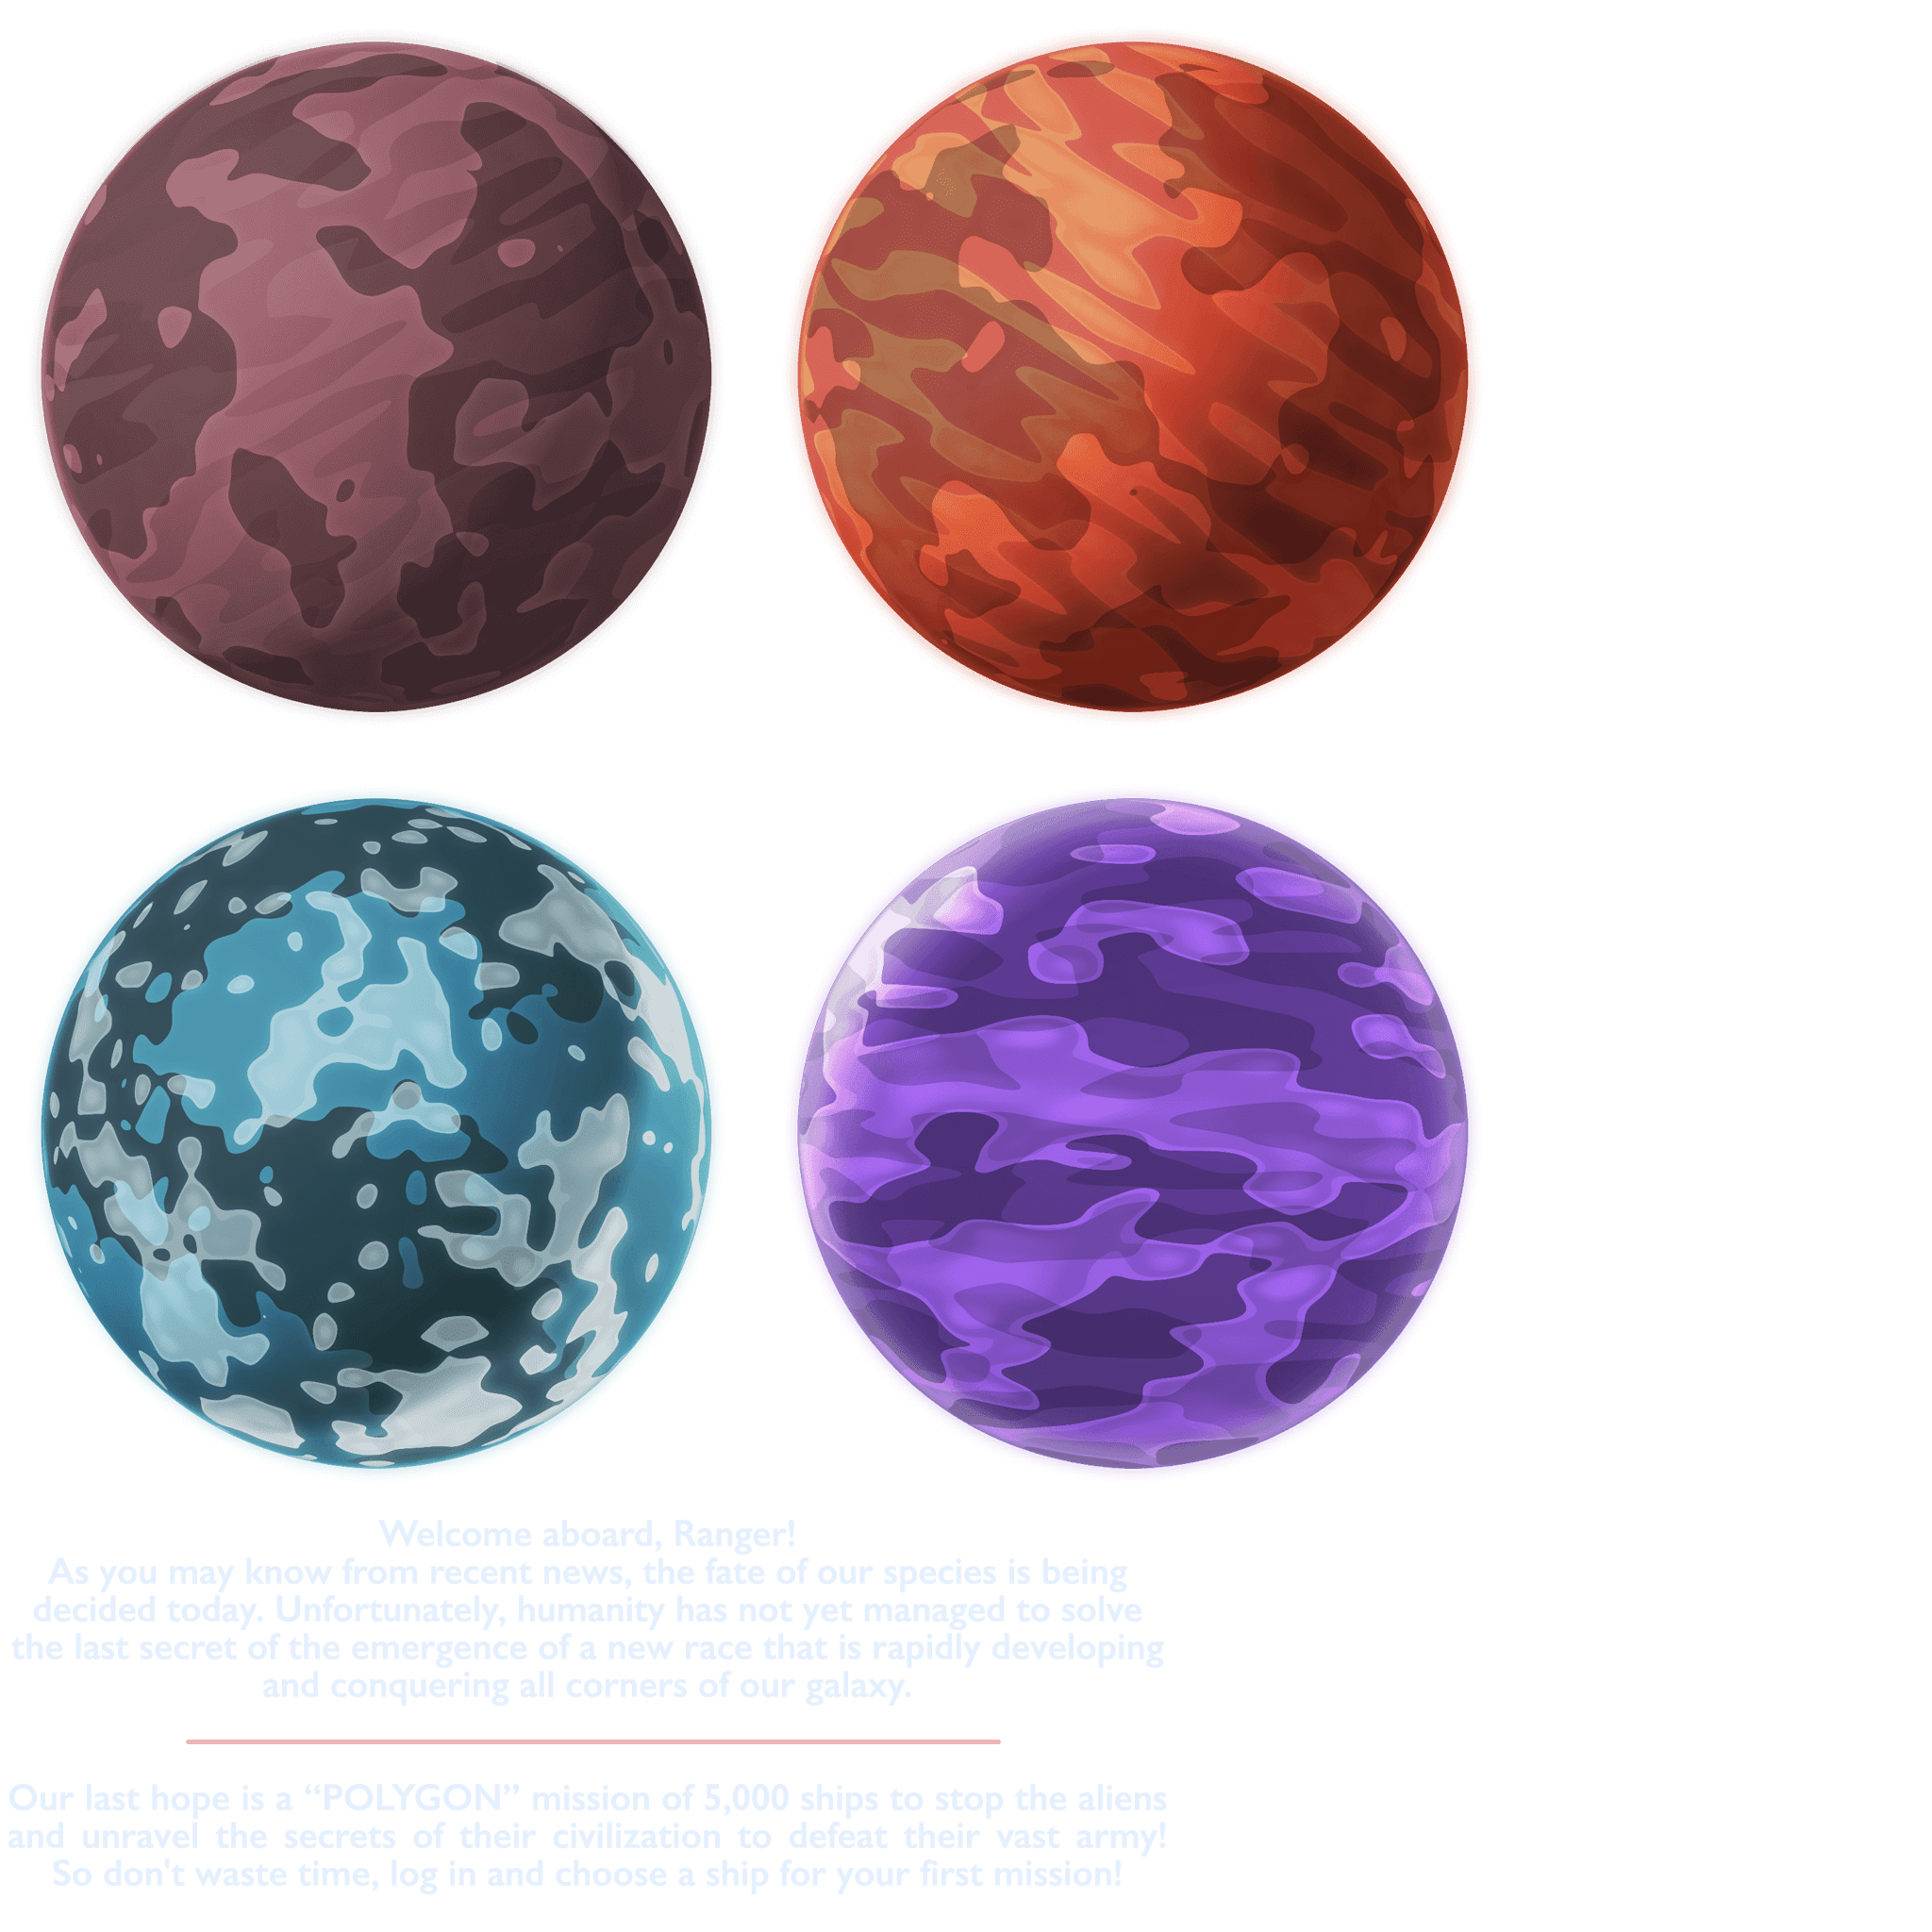 Welcome aboard, Ranger!
As you may know from recent news, the fate of our species is being
decided today. Unfortunately, humanity has not yet managed to solve
the last secret of the emergence of a new race that is rapidly developing
and conquering all corners of our galaxy.
Our last hope is a “POLYGON” mission of 5,000 ships to stop the aliens
and unravel the secrets of their civilization to defeat their vast army!
So don't waste time, log in and choose a ship for your first mission!